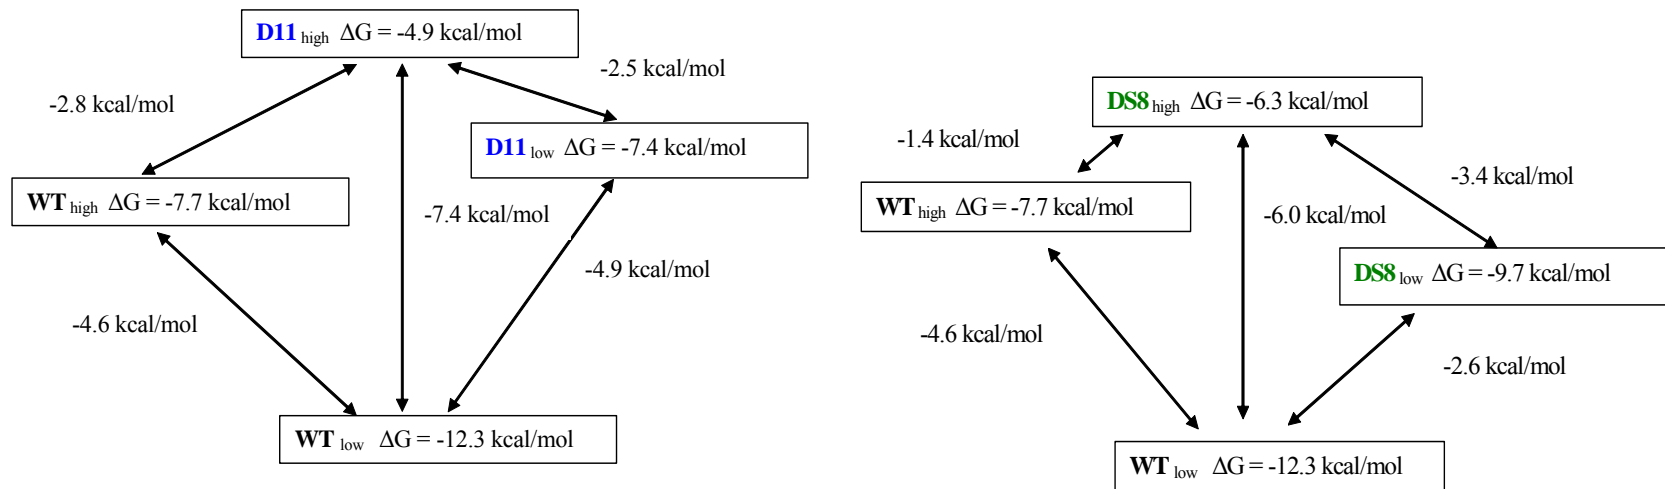 D11 high ΔG = -4.9 kcal/mol
-2.8 kcal/mol
-2.5 kcal/mol
D11 low ΔG = -7.4 kcal/mol
WT high ΔG = -7.7 kcal/mol
-7.4 kcal/mol
-4.9 kcal/mol
-4.6 kcal/mol
WT low ΔG = -12.3 kcal/mol
DS8 high ΔG = -6.3 kcal/mol
-1.4 kcal/mol
-3.4 kcal/mol
WT high ΔG = -7.7 kcal/mol
-6.0 kcal/mol
DS8 low ΔG = -9.7 kcal/mol
-4.6 kcal/mol
-2.6 kcal/mol
WT low ΔG = -12.3 kcal/mol